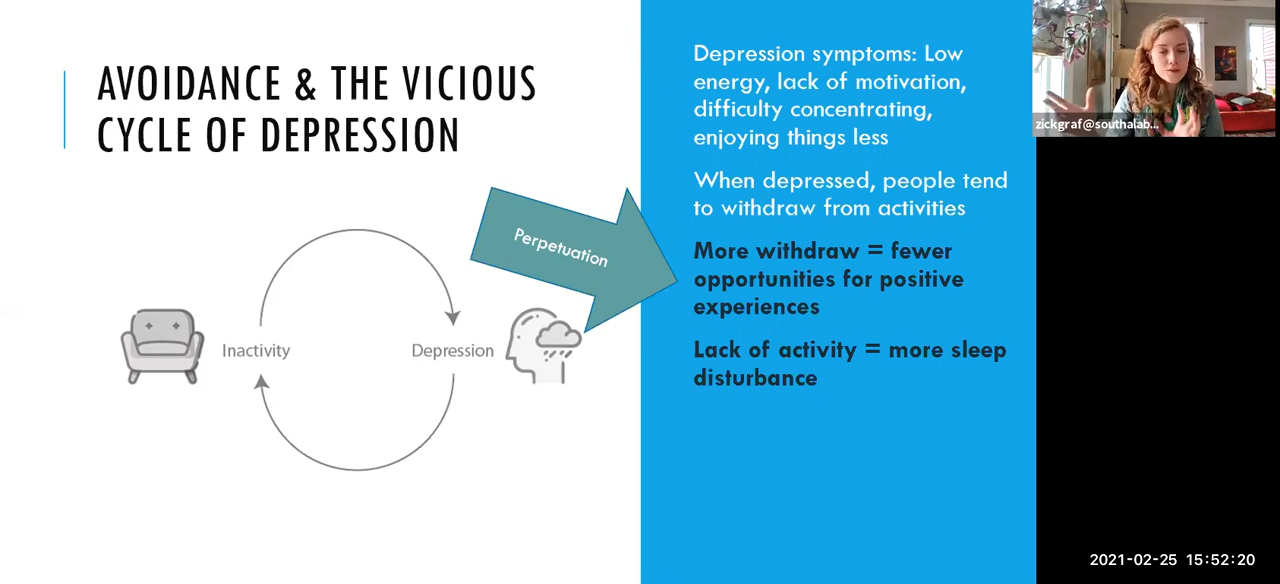 AVOIDANCE & THE VICIOUS
CYCLE OF DEPRESSION
Perpetuation
Inactivity
Depression
Depression symptoms: Low
energy, lack of motivation,
difficulty concentrating,
enjoying things less
When depressed, people tend
to withdraw from activities
More withdraw = fewer
opportunities for positive
experiences
Lack of activity = more sleep
disturbance
zickgraf@southalab...
2021-02-25 15:52:20